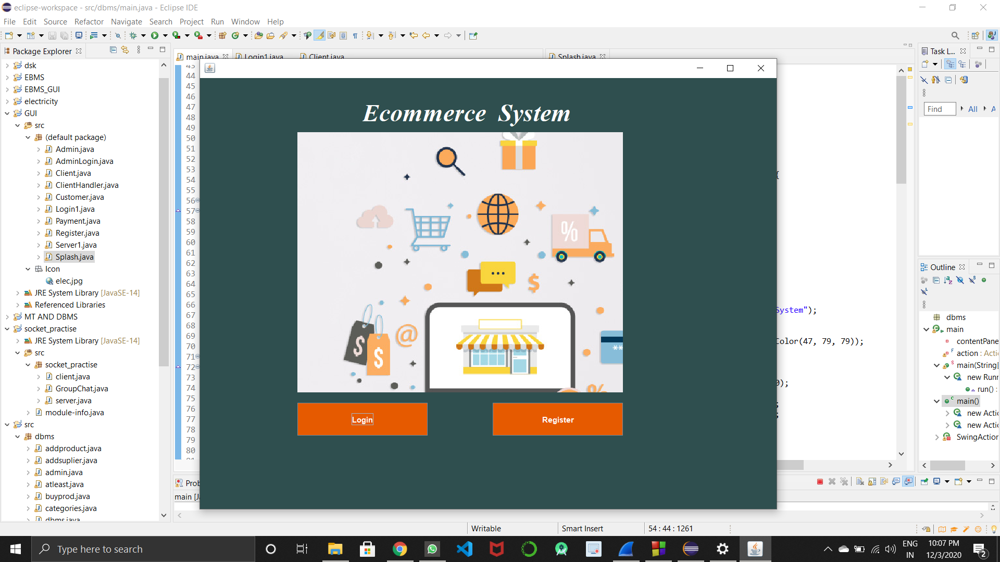 eclipse-workspace - src/dbms/main.java - Eclipse IDE
File Edit Source Refactor Navigate Search Project Run Window Help
Package Explorer
dsk
EBMS
EBMS_GUI
electricity
GUI
src
(default package)
Admin.java
AdminLogin.java
Client.java
ClientHandler.java
Customer.java
Login1.java
Payment.java
Register.java
Server1.java
Splash.java
Icon
elec.jpg
JRE System Library [JavaSE-14]
Referenced Libraries
MT AND DBMS
socket_practise
JRE System Library [JavaSE-14]
src
socket_practise
client.java
GroupChat.java
server.java
module-info.java
src
dbms
addproduct.java
addsuplier.java
admin.java
atleast.java
buyprod.java
categories.java
dbms.java
main.java Login1.java Client.java Splash.java
43
44
45
46
47
48
49
50
51
52
53
54
55
56
57
58
59
60
61
62
63
64
65
66
67
68
69
70
71
72
73
74
75
76
77
78
79
80
Ecommerce System
%
$
@
$
$
**
%
Login
Register
{
System");
Color(47, 79, 79));
0);
;
;
Task L...
Find All A
Outline
dbms
main
contentPane
action : Actio
main(String[
new Runr
run() :
main()
new Actio
new Actio
SwingAction
Prob
main [Ja
Writable Smart Insert 54 : 44 : 1261
Type here to search
ENG
IN
10:07 PM
12/3/2020
2